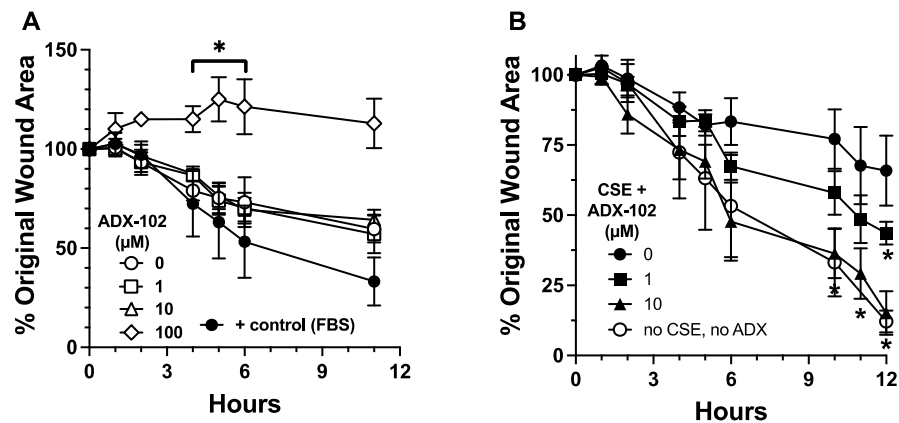 A
% Original Wound Area
150
100
50
0
*
ADX-102
(µM)
0
1
10
100
+ control (FBS)
0
3
6
9
12
Hours
B
% Original Wound Area
100
75
50
25
0
CSE +
ADX-102
(µM)
0
1
10
no CSE, no ADX
*
*
*
*
0
3
6
9
12
Hours